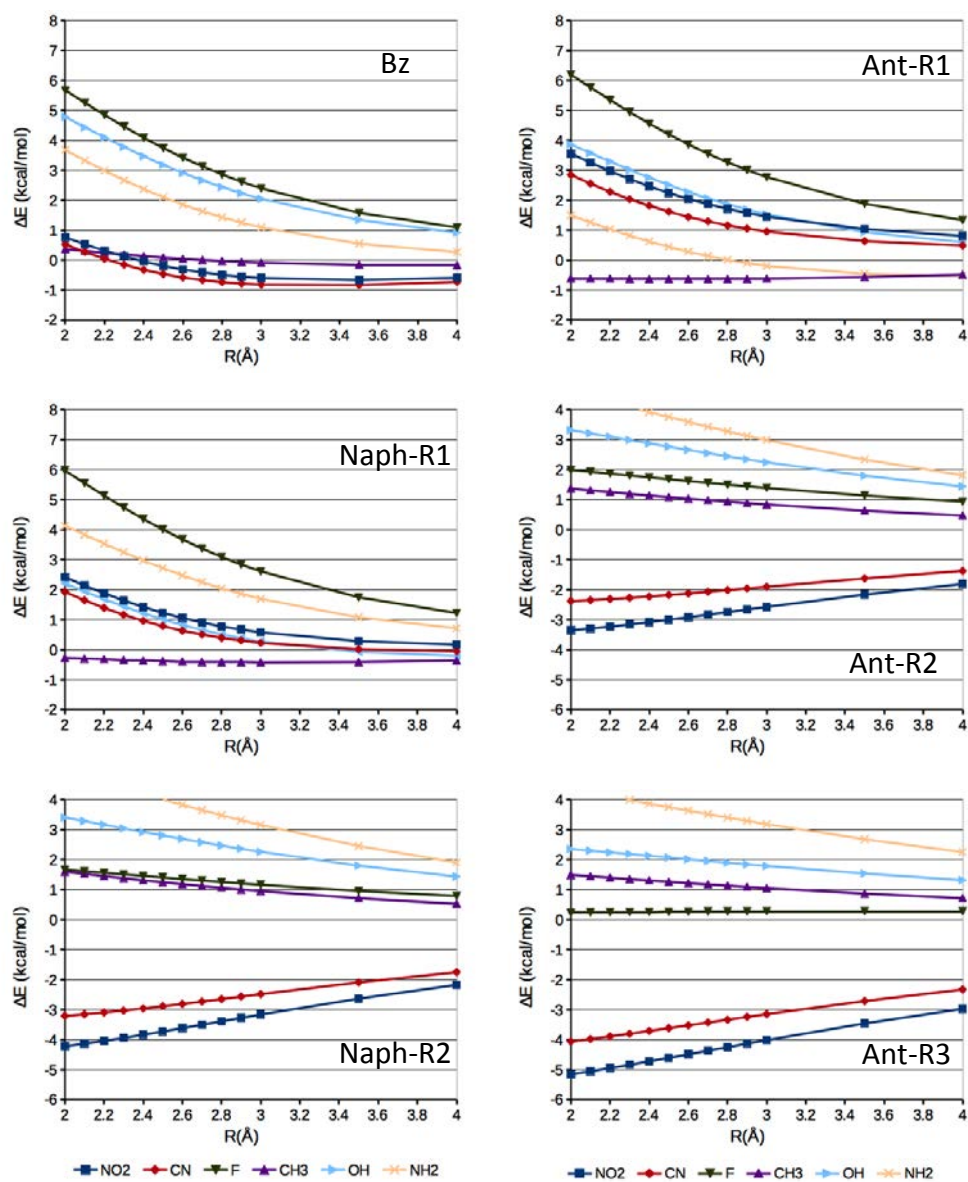 8
7
6
5
4
3
2
1
0
-1
-2
ΔE (kcal/mol)
Bz
2 2.2 2.4 2.6 2.8 3 3.2 3.4 3.6 3.8 4
R(Å)
8
7
6
5
4
3
2
1
0
-1
-2
ΔE (kcal/mol)
Ant-R1
2 2.2 2.4 2.6 2.8 3 3.2 3.4 3.6 3.8 4
R(Å)
8
7
6
5
4
3
2
1
0
-1
-2
ΔE (kcal/mol)
Naph-R1
2 2.2 2.4 2.6 2.8 3 3.2 3.4 3.6 3.8 4
R(Å)
4
3
2
1
0
-1
-2
-3
-4
-5
-6
ΔE (kcal/mol)
Ant-R2
2 2.2 2.4 2.6 2.8 3 3.2 3.4 3.6 3.8 4
R(Å)
4
3
2
1
0
-1
-2
-3
-4
-5
-6
ΔE (kcal/mol)
Naph-R2
2 2.2 2.4 2.6 2.8 3 3.2 3.4 3.6 3.8 4
R(Å)
4
3
2
1
0
-1
-2
-3
-4
-5
-6
ΔE (kcal/mol)
Ant-R3
2 2.2 2.4 2.6 2.8 3 3.2 3.4 3.6 3.8 4
R(Å)
NO2 CN F CH3 OH NH2
NO2 CN F CH3 OH NH2